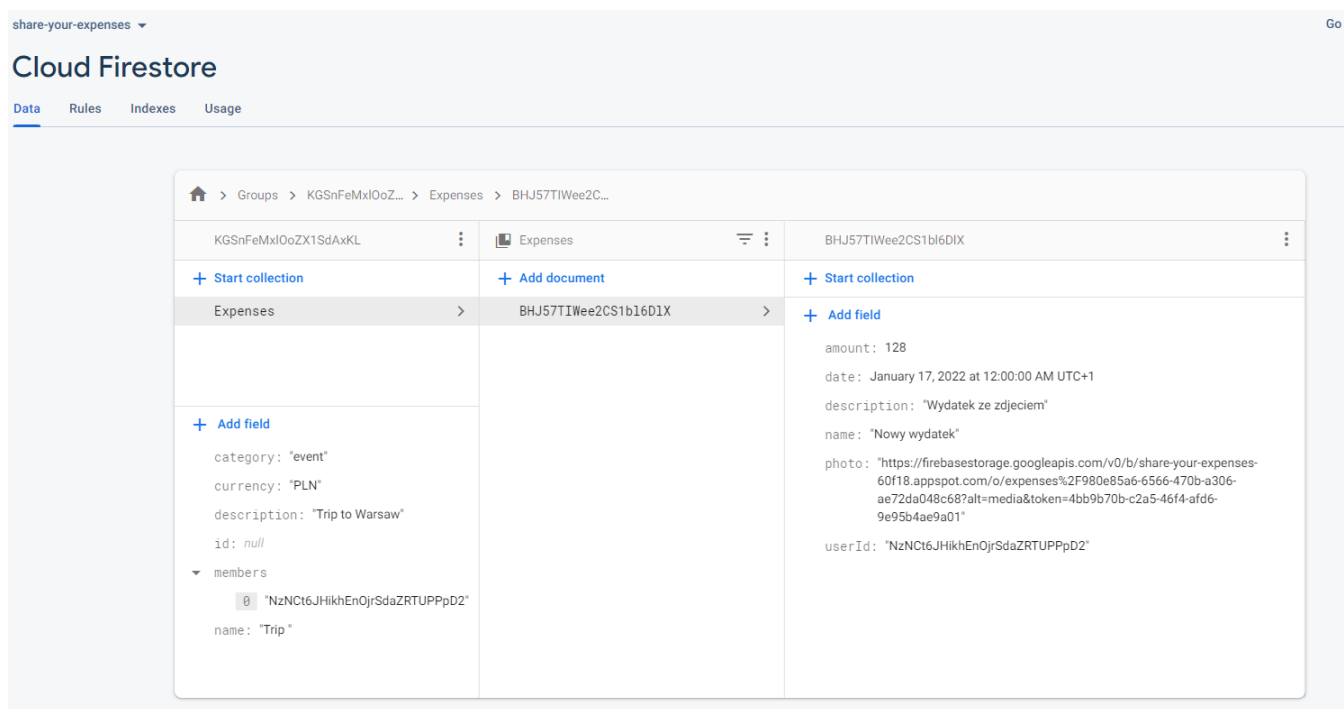 share-your-expenses
Go
Cloud Firestore
Data Rules Indexes Usage
Groups > KGSnFeMxlOoZ... > Expenses > BHJ57TIWee2C...
KGSnFeMxlOoZX1SdAxKL
Expenses
BHJ57TIWee2CS1bl6DlX
+ Start collection
+ Add document
+ Start collection
Expenses
BHJ57TIWee2CS1bl6DlX
+ Add field
amount: 128
date: January 17, 2022 at 12:00:00 AM UTC+1
description: "Wydatek ze zdjeciem"
name: "Nowy wydatek"
photo: "https://firebasestorage.googleapis.com/v0/b/share-your-expenses-
60f18.appspot.com/o/expenses%2F980e85a6-6566-470b-a306-
ae72da048c68?alt=media&token=4bb9b70b-c2a5-46f4-afd6-
9e95b4ae9a01"
userId: "NzNCt6JHikhEnOjrSdaZRTUPPpD2"
+ Add field
category: "event"
currency: "PLN"
description: "Trip to Warsaw"
id: null
members
0 "NzNCt6JHikhEnOjrSdaZRTUPPpD2"
name: "Trip "